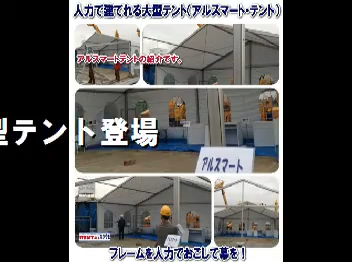 人力で建てれる大型テント(アルスマート・テント)
アルスマートテントの紹介です。
型テント登場
アルスマート
フレームを人力でおこして幕を!